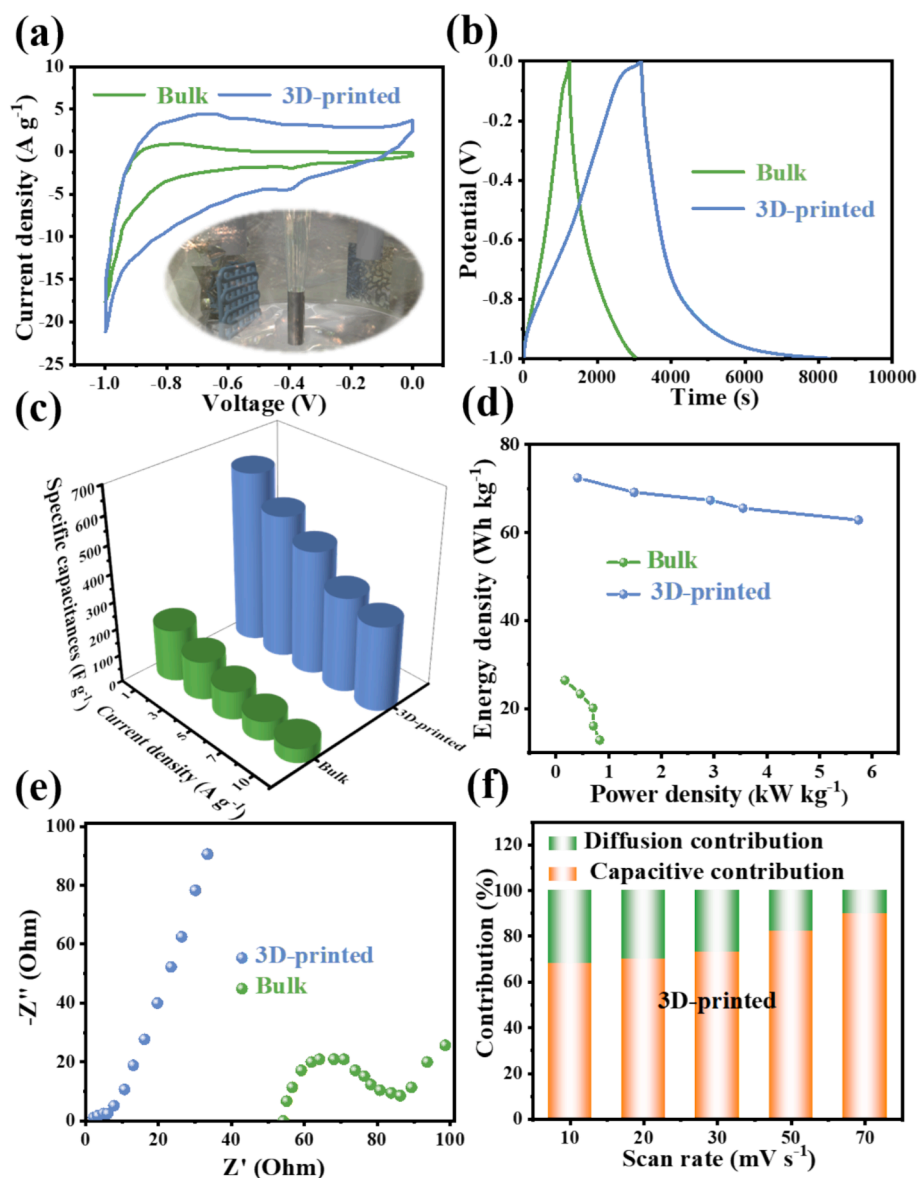 (a)
Current density (A g⁻¹)
10
5
0
-5
-10
-15
-20
-25
Bulk 3D-printed
-1.0 -0.8 -0.6 -0.4 -0.2 0.0
Voltage (V)
(b)
Potential (V)
0.0
-0.2
-0.4
-0.6
-0.8
-1.0
Bulk
3D-printed
0 2000 4000 6000 8000 10000
Time (s)
(c)
Specific capacitances (F g⁻¹)
700
600
500
400
300
200
100
0
1
3
5
7
10
Current density (A g⁻¹)
Bulk
3D-printed
(d)
Energy density (Wh kg⁻¹)
80
60
40
20
Bulk
3D-printed
0 1 2 3 4 5 6
Power density (kW kg⁻¹)
(e)
-Z'' (Ohm)
100
80
60
40
20
0
3D-printed
Bulk
0 20 40 60 80 100
Z' (Ohm)
(f)
Contribution (%)
120
100
80
60
40
20
0
Diffusion contribution
Capacitive contribution
3D-printed
10 20 30 50 70
Scan rate (mV s⁻¹)